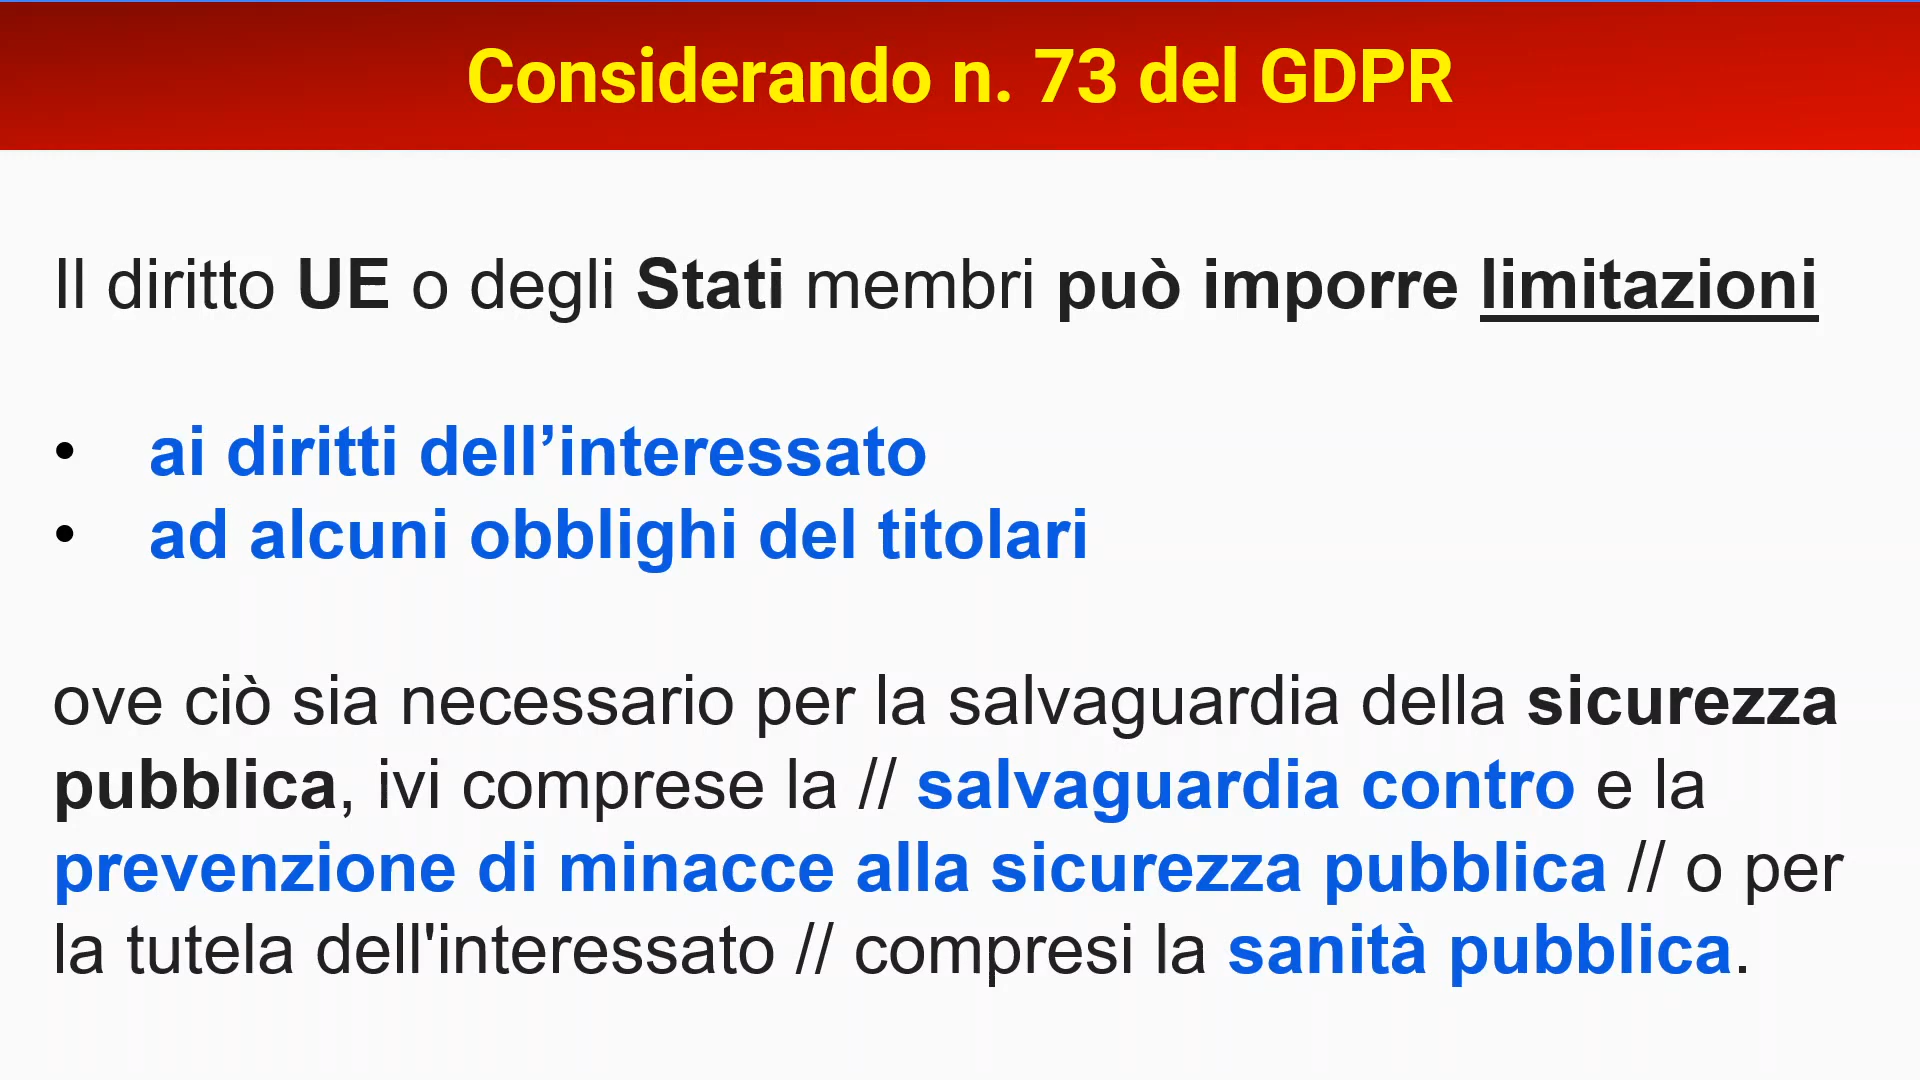 Considerando n. 73 del GDPR
Il diritto UE o degli Stati membri può imporre limitazioni
• ai diritti dell’interessato
• ad alcuni obblighi del titolari
ove ciò sia necessario per la salvaguardia della sicurezza
pubblica, ivi comprese la // salvaguardia contro e la
prevenzione di minacce alla sicurezza pubblica // o per
la tutela dell'interessato // compresi la sanità pubblica.